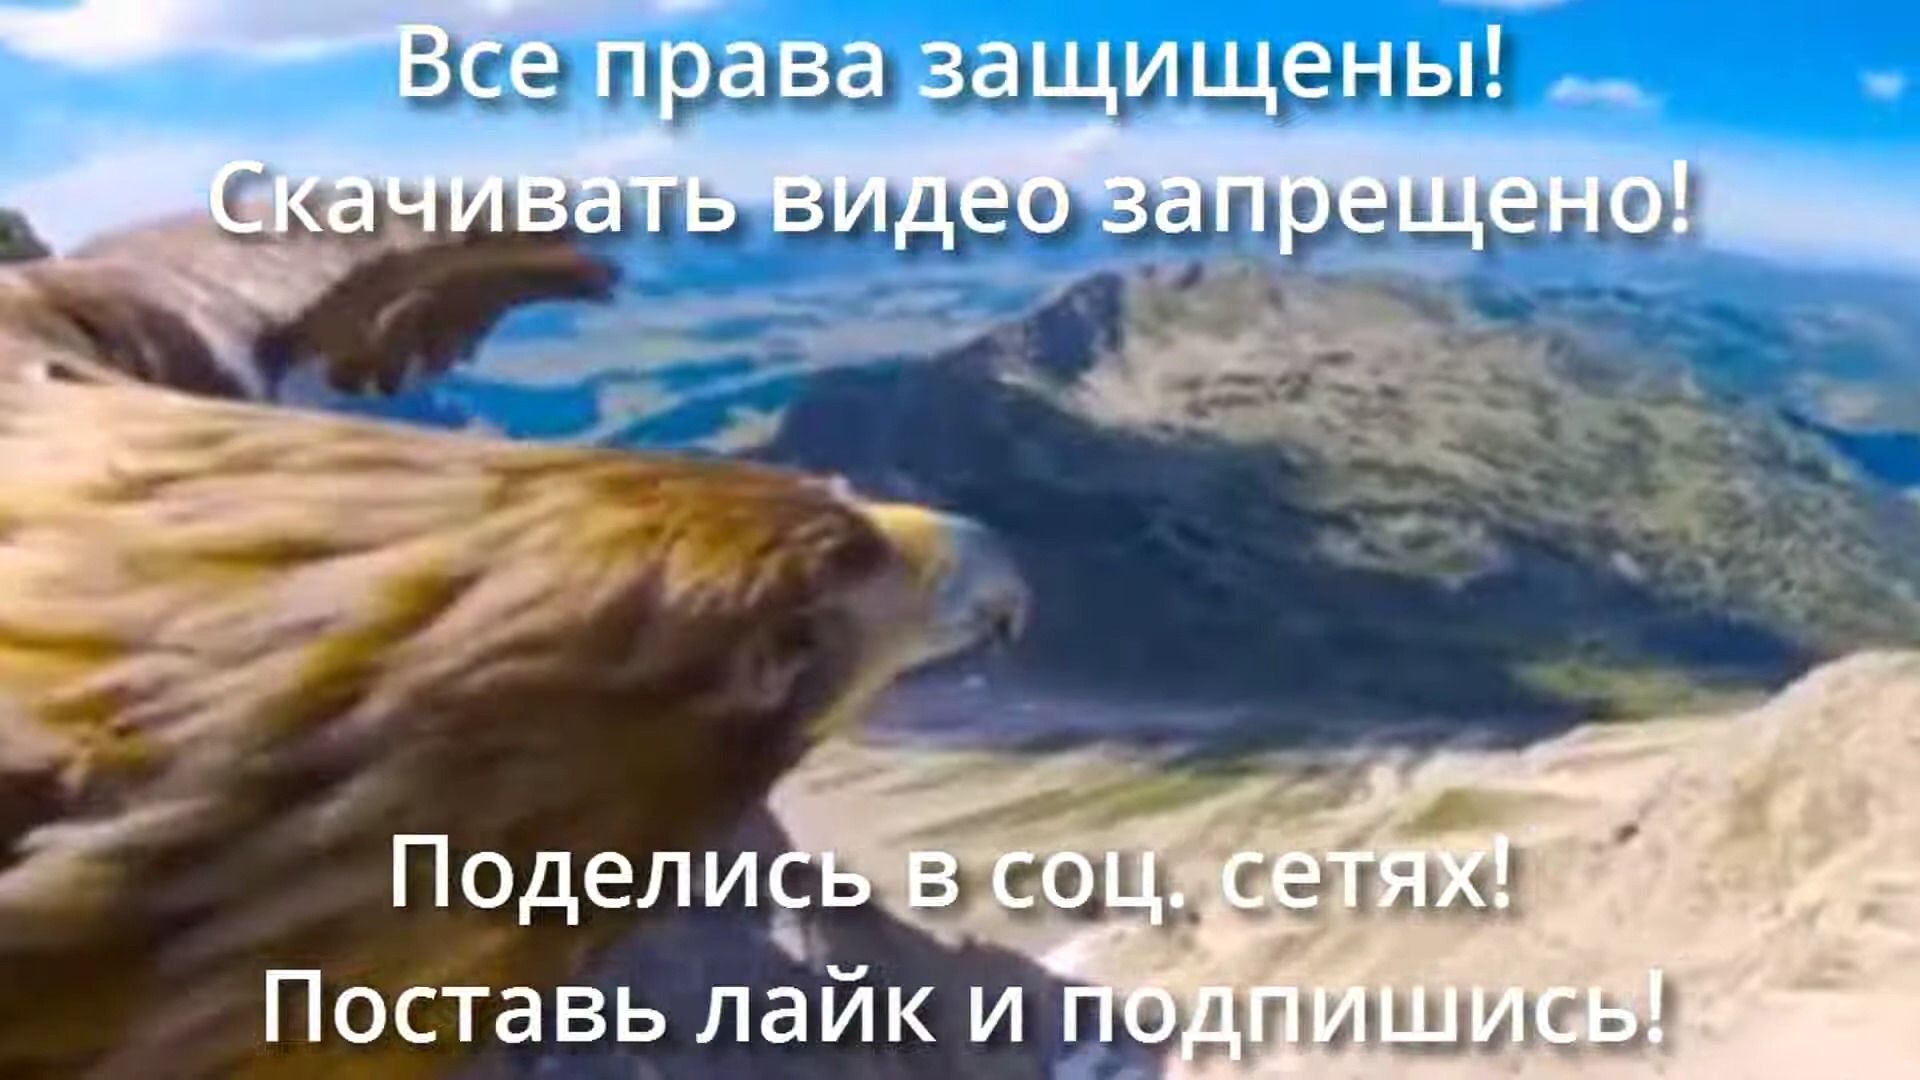 Все права защищены!
Скачивать видео запрещено!
Поделись в соц. сетях!
Поставь лайк и подпишись!